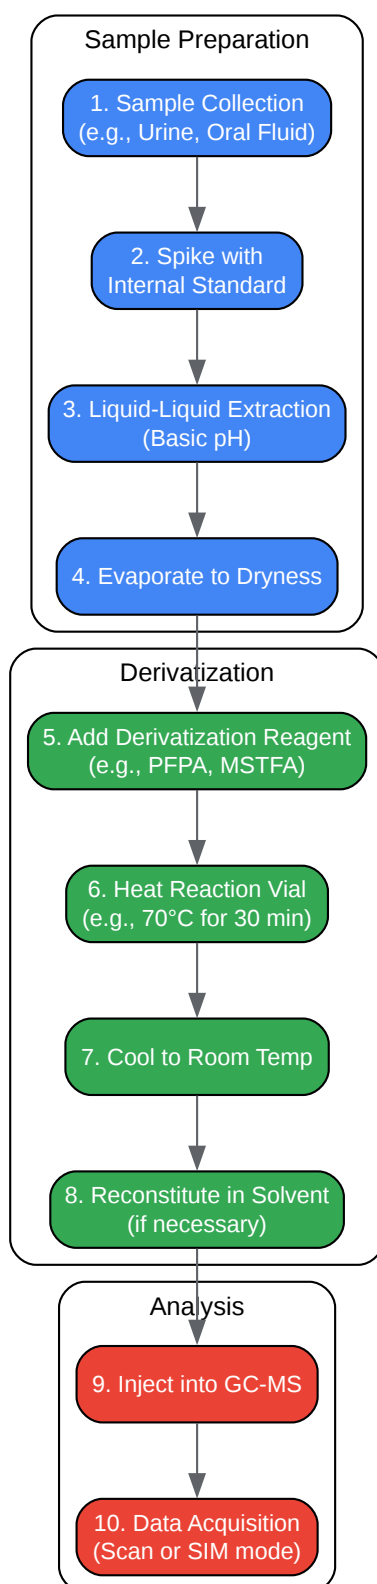 Sample Preparation
1. Sample Collection
(e.g., Urine, Oral Fluid)
2. Spike with
Internal Standard
3. Liquid-Liquid Extraction
(Basic pH)
4. Evaporate to Dryness
Derivatization
5. Add Derivatization Reagent
(e.g., PFPA, MSTFA)
6. Heat Reaction Vial
(e.g., 70°C for 30 min)
7. Cool to Room Temp
8. Reconstitute in Solvent
(if necessary)
Analysis
9. Inject into GC-MS
10. Data Acquisition
(Scan or SIM mode)